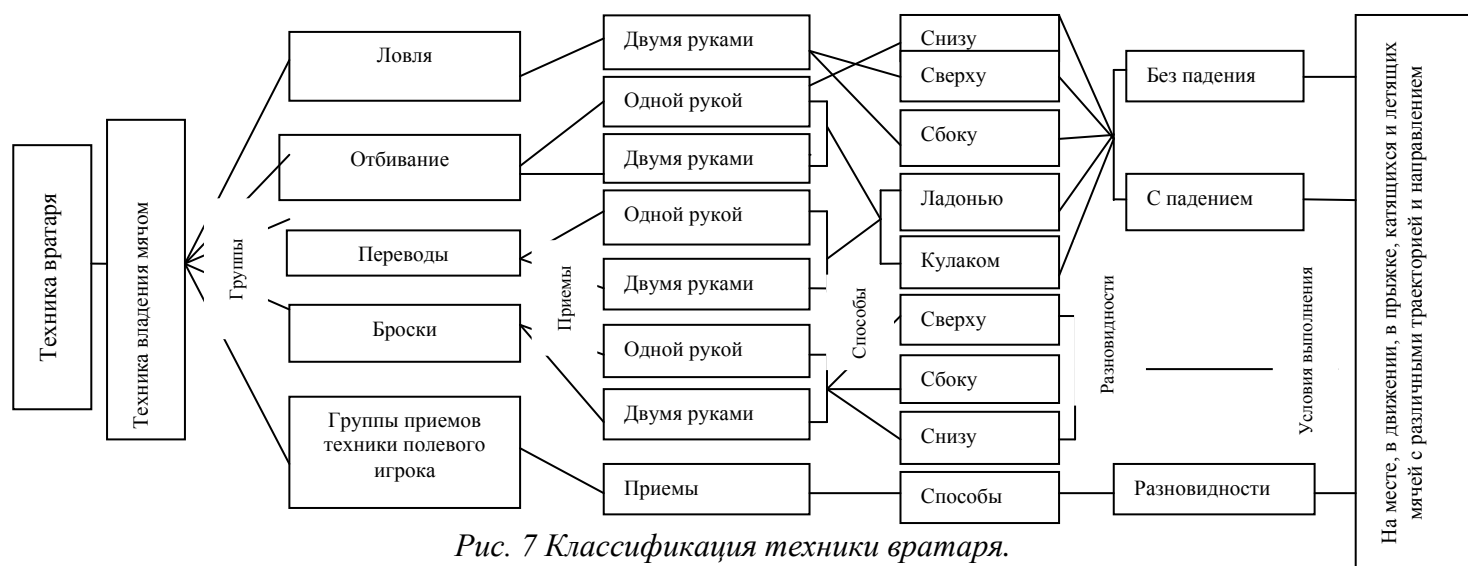 Техника вратаря
Техника владения мячом
Группы
Ловля
Отбивание
Переводы
Броски
Группы приемов
техники полевого
игрока
Приемы
Двумя руками
Одной рукой
Двумя руками
Одной рукой
Двумя руками
Одной рукой
Двумя руками
Приемы
Способы
Снизу
Сверху
Сбоку
Ладонью
Кулаком
Сверху
Сбоку
Снизу
Способы
Разновидности
Без падения
С падением
Разновидности
Условия выполнения
На месте, в движении, в прыжке, катящихся и летящих
мячей с различными траекторией и направлением
Рис. 7 Классификация техники вратаря.